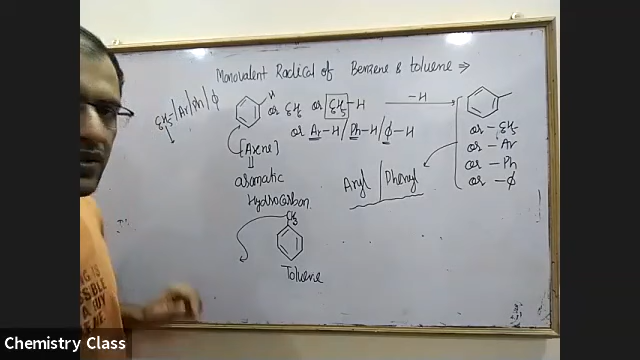 Monovalent Radical of Benzene & toluene ⇒
C₆H₅-/Ar/Ph/Φ
H
or C₆H₆ or C₆H₅-H —-H→
or Ar-H/Ph-H/Φ-H
or -C₆H₅
or -Ar
or -Ph
or -Φ
[Arene]
aromatic
HydroCarbon
Aryl | Phenyl
CH₃
Toluene
Chemistry Class